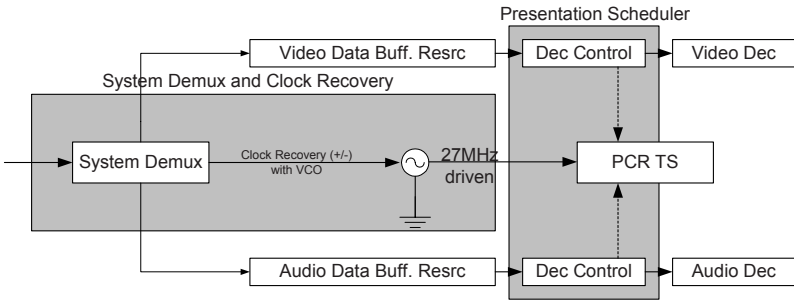 Presentation Scheduler
Video Data Buff. Resrc
Dec Control
Video Dec
System Demux and Clock Recovery
System Demux
Clock Recovery (+/-)
with VCO
27MHz
driven
PCR TS
Audio Data Buff. Resrc
Dec Control
Audio Dec